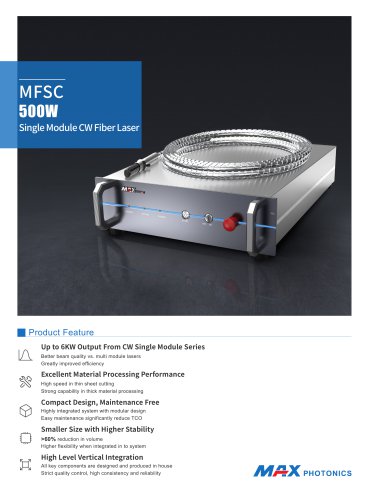 MFSC
500W
Single Module CW Fiber Laser
MAX
Product Feature
Up to 6KW Output From CW Single Module Series
Better beam quality vs. multi module lasers
Greatly improved efficiency
Excellent Material Processing Performance
High speed in thin sheet cutting
Strong capability in thick material processing
Compact Design, Maintenance Free
Highly integrated system with modular design
Easy maintenance significantly reduce TCO
Smaller Size with Higher Stability
>60% reduction in volume
Higher flexibility when integrated in to system
High Level Vertical Integration
All key components are designed and produced in house
Strict quality control, high consistency and reliability
MAX PHOTONICS